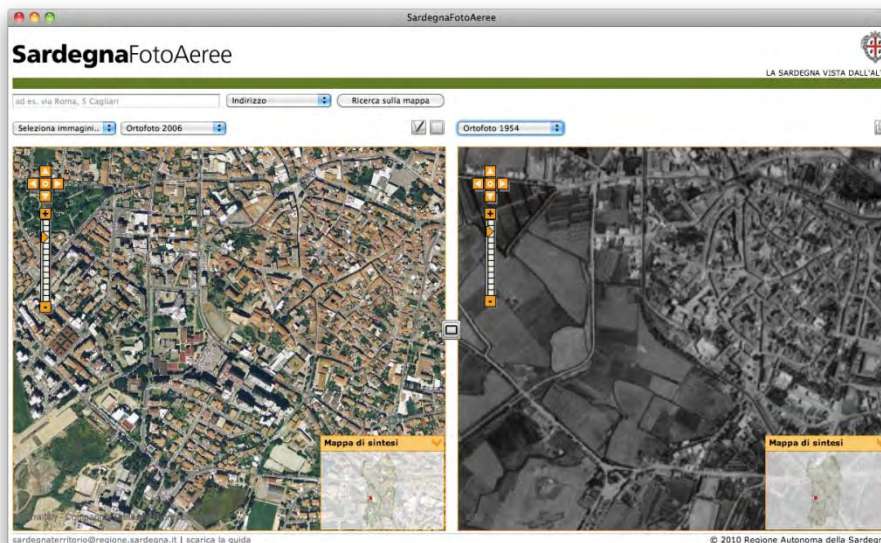 SardegnaFotoAeree
SardegnaFotoAeree
LA SARDEGNA VISTA DALL'AL
ad es. via Roma, 5 Cagliari
Indirizzo
Ricerca sulla mappa
Seleziona immagini..
Ortofoto 2006
Ortofoto 1954
Mappa di sintesi
Mappa di sintesi
sardegnaterritorio@regione.sardegna.it | scarica la guida
© 2010 Regione Autonoma della Sardegn